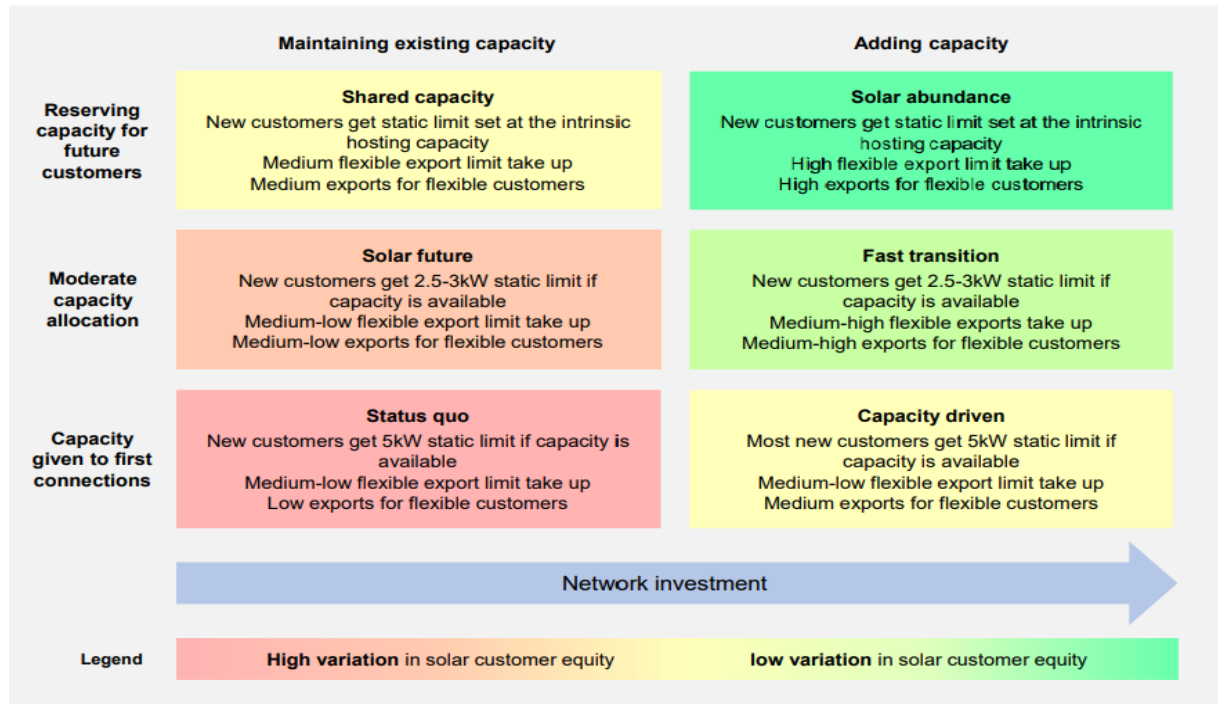 Maintaining existing capacity
Adding capacity
Reserving
capacity for
future
customers
Shared capacity
New customers get static limit set at the intrinsic
hosting capacity
Medium flexible export limit take up
Medium exports for flexible customers
Solar abundance
New customers get static limit set at the intrinsic
hosting capacity
High flexible export limit take up
High exports for flexible customers
Moderate
capacity
allocation
Solar future
New customers get 2.5-3kW static limit if
capacity is available
Medium-low flexible export limit take up
Medium-low exports for flexible customers
Fast transition
New customers get 2.5-3kW static limit if
capacity is available
Medium-high flexible exports take up
Medium-high exports for flexible customers
Capacity
given to first
connections
Status quo
New customers get 5kW static limit if capacity is
available
Medium-low flexible export limit take up
Low exports for flexible customers
Capacity driven
Most new customers get 5kW static limit if
capacity is available
Medium-low flexible export limit take up
Medium exports for flexible customers
Network investment
Legend
High variation in solar customer equity
low variation in solar customer equity